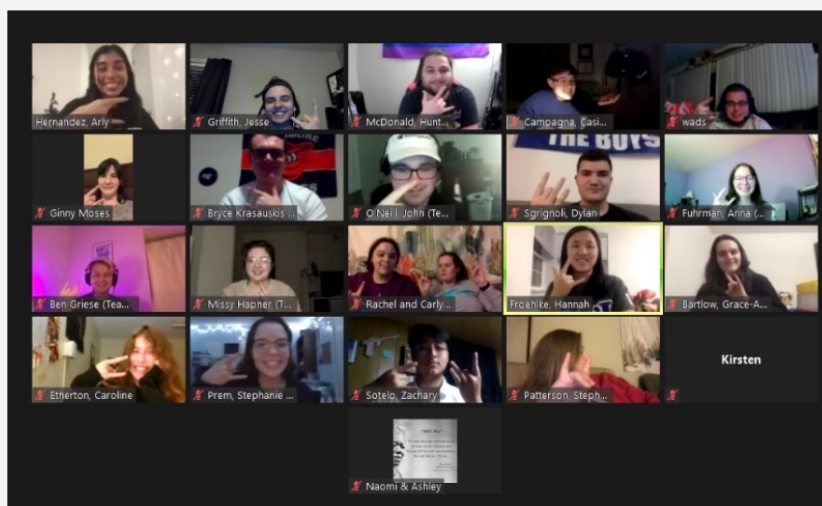 Hernandez, Arly
Griffith, Jesse
McDonald, Hunt...
Campagna, Casi...
wads
THE BOYS
Ginny Moses
Bryce Krasauskis ...
O'Neill, John (Te...
Sgrignoli, Dylan
Fuhrman, Anna (...
Ben Griese (Tea...
Missy Hapner (T...
Rachel and Carly...
Froehlke, Hannah
Bartlow, Grace-A...
Etherton, Caroline
Prem, Stephanie ...
Sotelo, Zachary
Patterson, Steph...
Kirsten
Naomi & Ashley